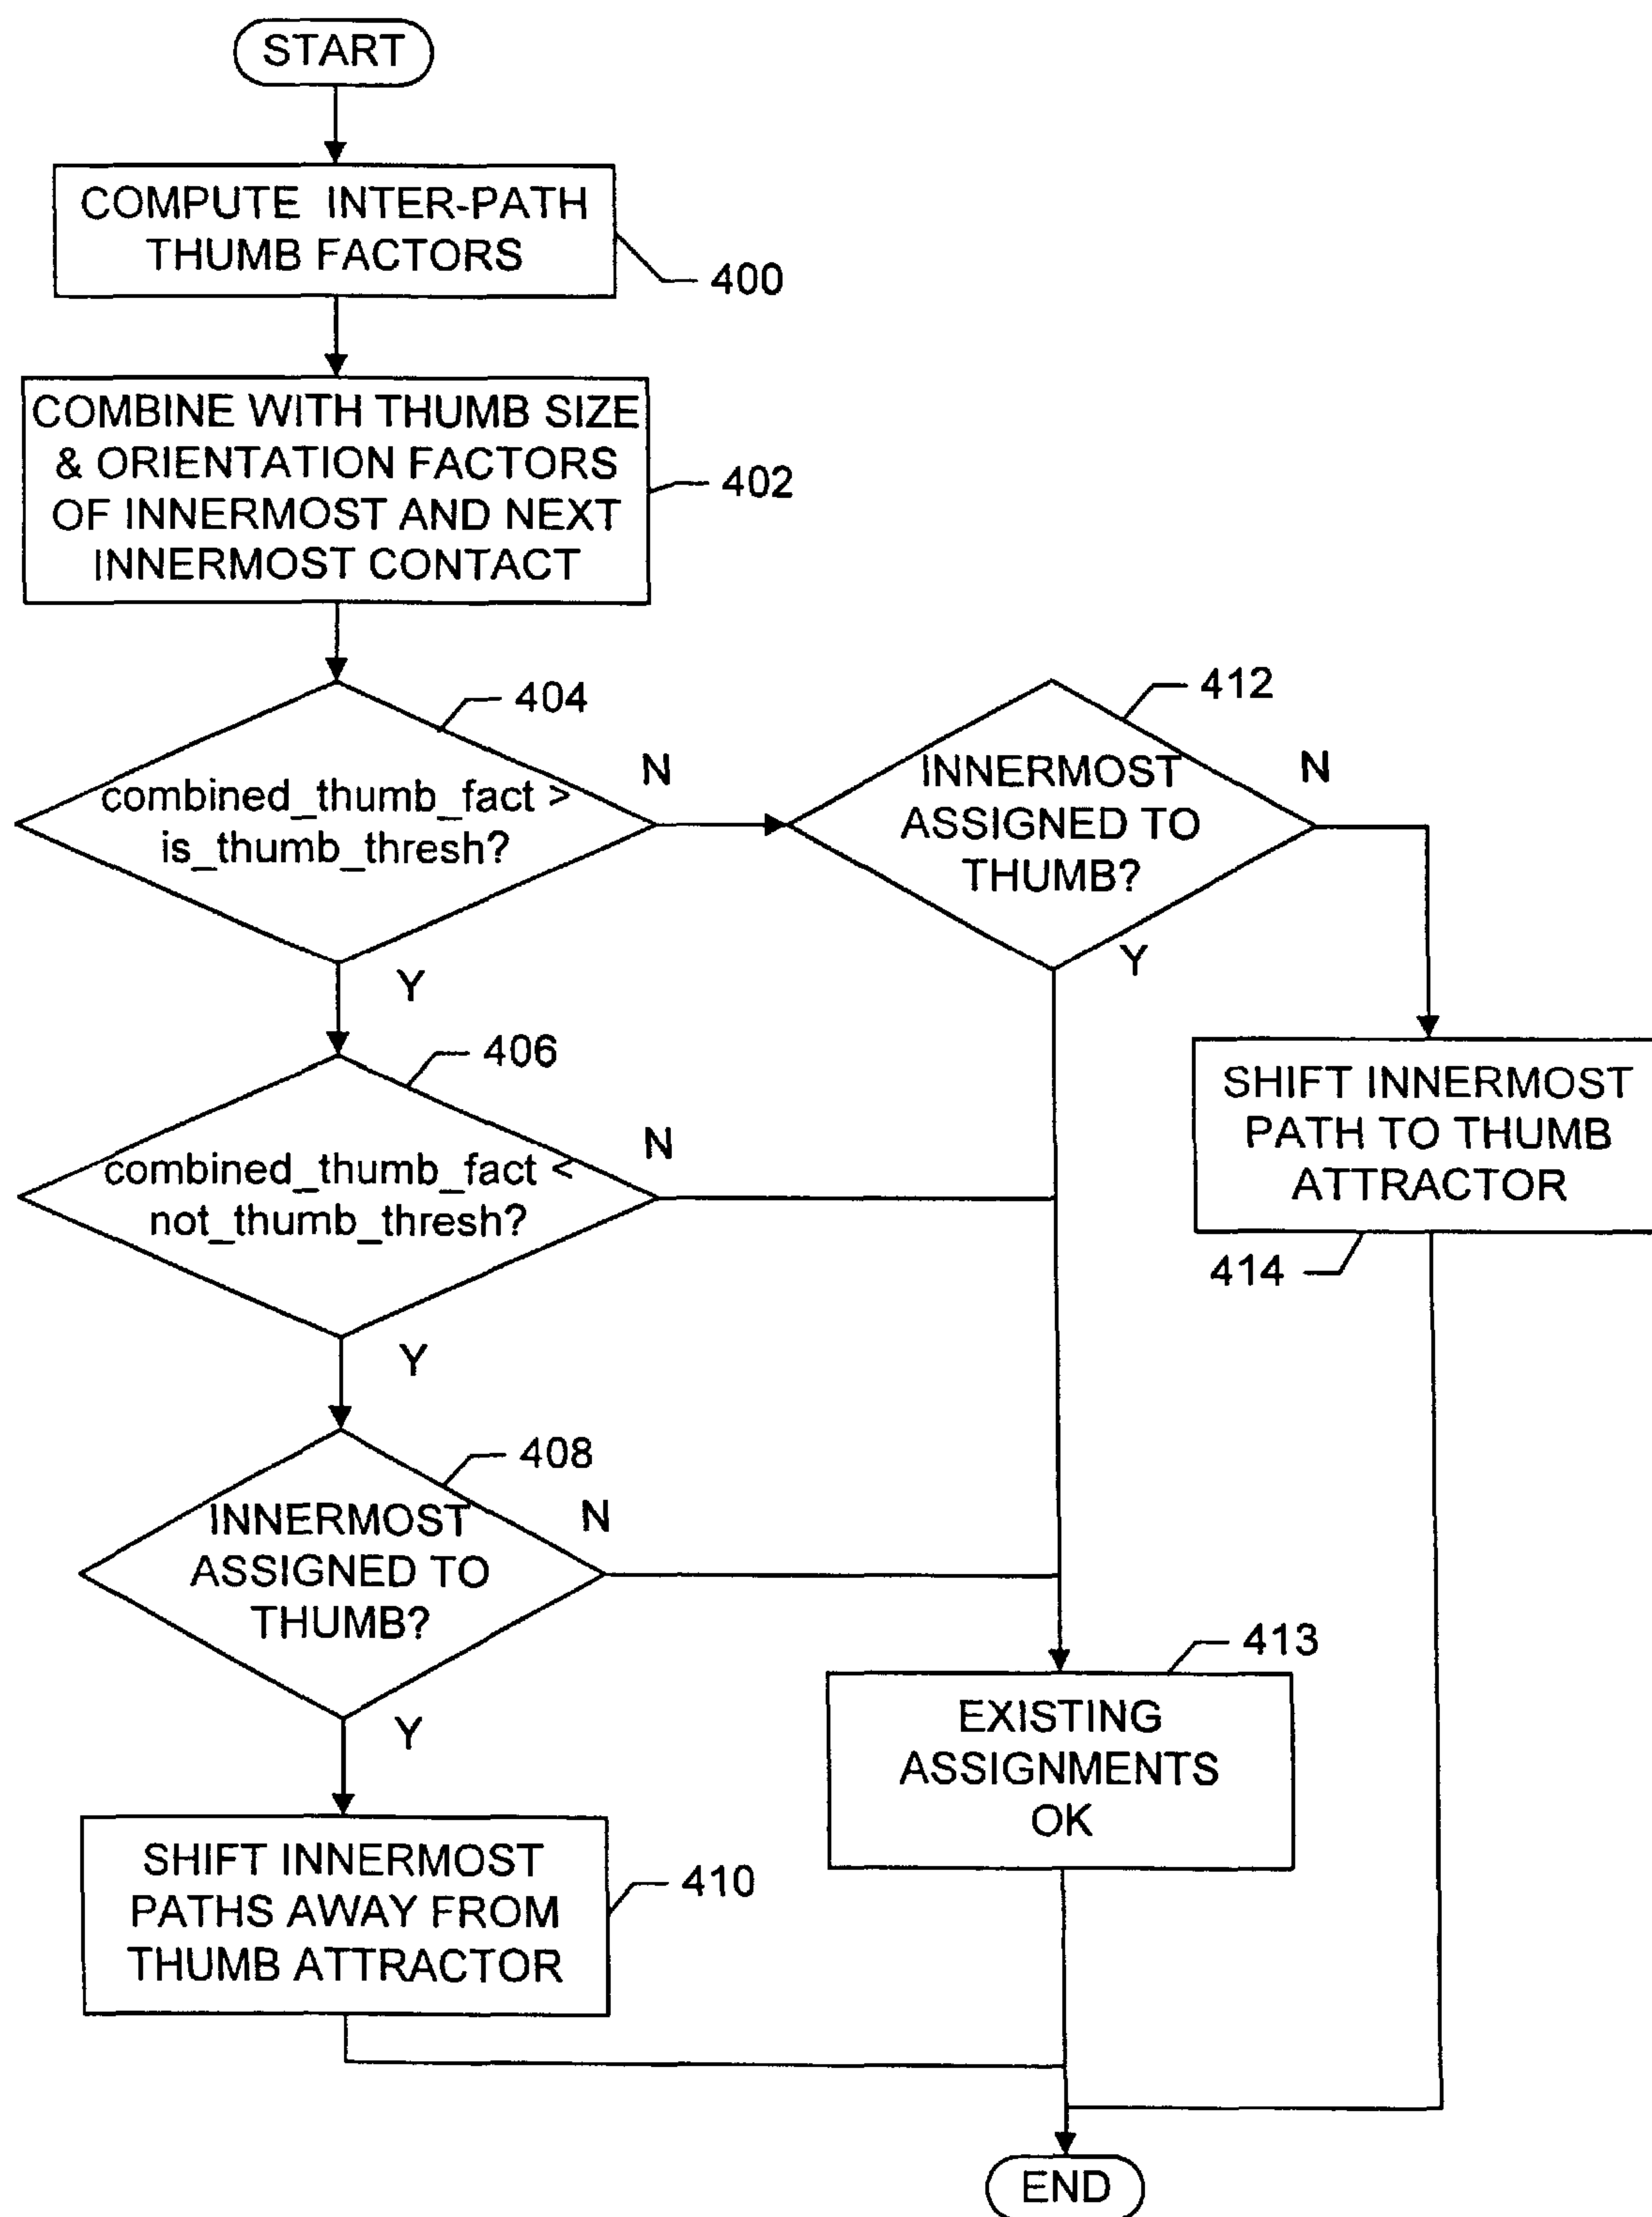 START
COMPUTE INTER-PATH
THUMB FACTORS
400
COMBINE WITH THUMB SIZE
& ORIENTATION FACTORS
OF INNERMOST AND NEXT
INNERMOST CONTACT
402
404
combined_thumb_fact >
is_thumb_thresh?
N
Y
412
INNERMOST
ASSIGNED TO
THUMB?
N
Y
406
combined_thumb_fact <
not_thumb_thresh?
N
Y
SHIFT INNERMOST
PATH TO THUMB
ATTRACTOR
414
408
INNERMOST
ASSIGNED TO
THUMB?
N
Y
413
EXISTING
ASSIGNMENTS
OK
SHIFT INNERMOST
PATHS AWAY FROM
THUMB ATTRACTOR
410
END